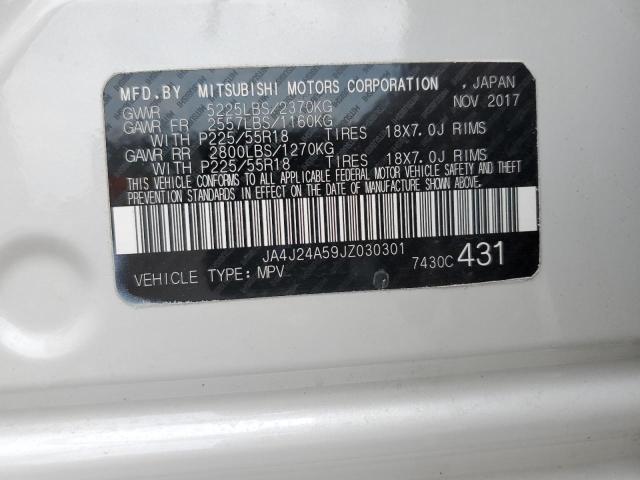 MFD.BY MITSUBISHI MOTORS CORPORATION , JAPAN
GVWR 5225LBS/2370KG NOV 2017
GAWR FR 2557LBS/1160KG
WITH P225/55R18 TIRES 18X7.0J RIMS
GAWR RR 2800LBS/1270KG
WITH P225/55R18 TIRES 18X7.0J RIMS
THIS VEHICLE CONFORMS TO ALL APPLICABLE FEDERAL MOTOR VEHICLE
SAFETY AND THEFT PREVENTION STANDARDS IN EFFECT ON THE DATE
OF MANUFACTURE SHOWN ABOVE.
JA4J24A59JZ030301
VEHICLE TYPE: MPV 7430C 431